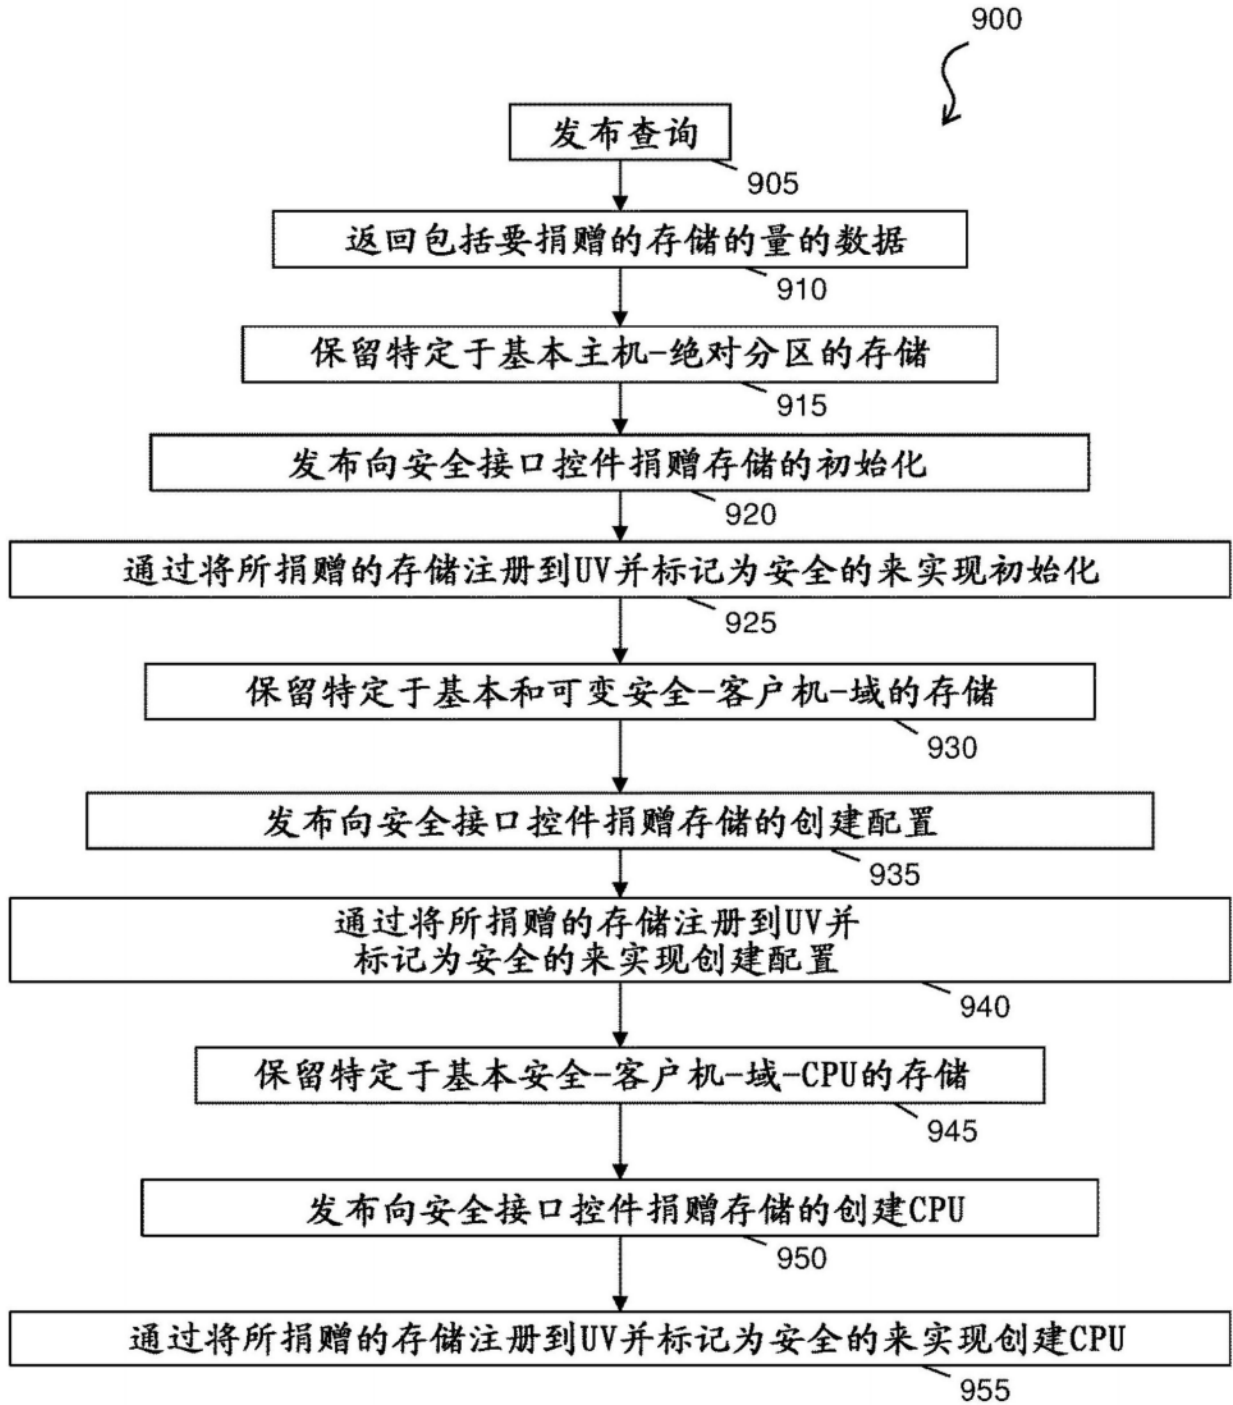 900
发布查询
905
返回包括要捐赠的存储的量的数据
910
保留特定于基本主机-绝对分区的存储
915
发布向安全接口控件捐赠存储的初始化
920
通过将所捐赠的存储注册到UV并标记为安全的来实现初始化
925
保留特定于基本和可变安全-客户机-域的存储
930
发布向安全接口控件捐赠存储的创建配置
935
通过将所捐赠的存储注册到UV并
标记为安全的来实现创建配置
940
保留特定于基本安全-客户机-域-CPU的存储
945
发布向安全接口控件捐赠存储的创建CPU
950
通过将所捐赠的存储注册到UV并标记为安全的来实现创建CPU
955